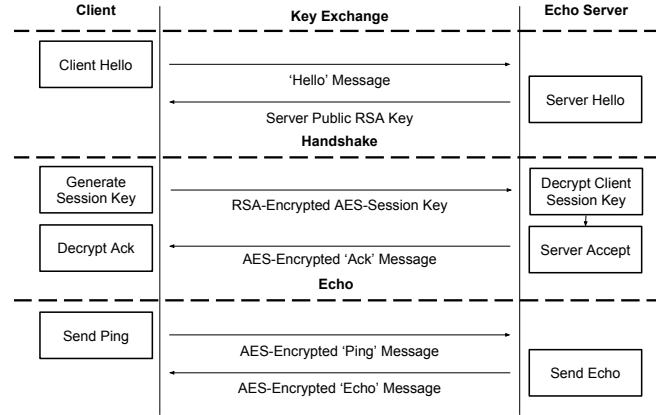 Client
Key Exchange
Echo Server
Client Hello
‘Hello’ Message
Server Hello
Server Public RSA Key
Handshake
Generate
Session Key
RSA-Encrypted AES-Session Key
Decrypt Client
Session Key
Decrypt Ack
AES-Encrypted ‘Ack’ Message
Server Accept
Echo
Send Ping
AES-Encrypted ‘Ping’ Message
Send Echo
AES-Encrypted ‘Echo’ Message